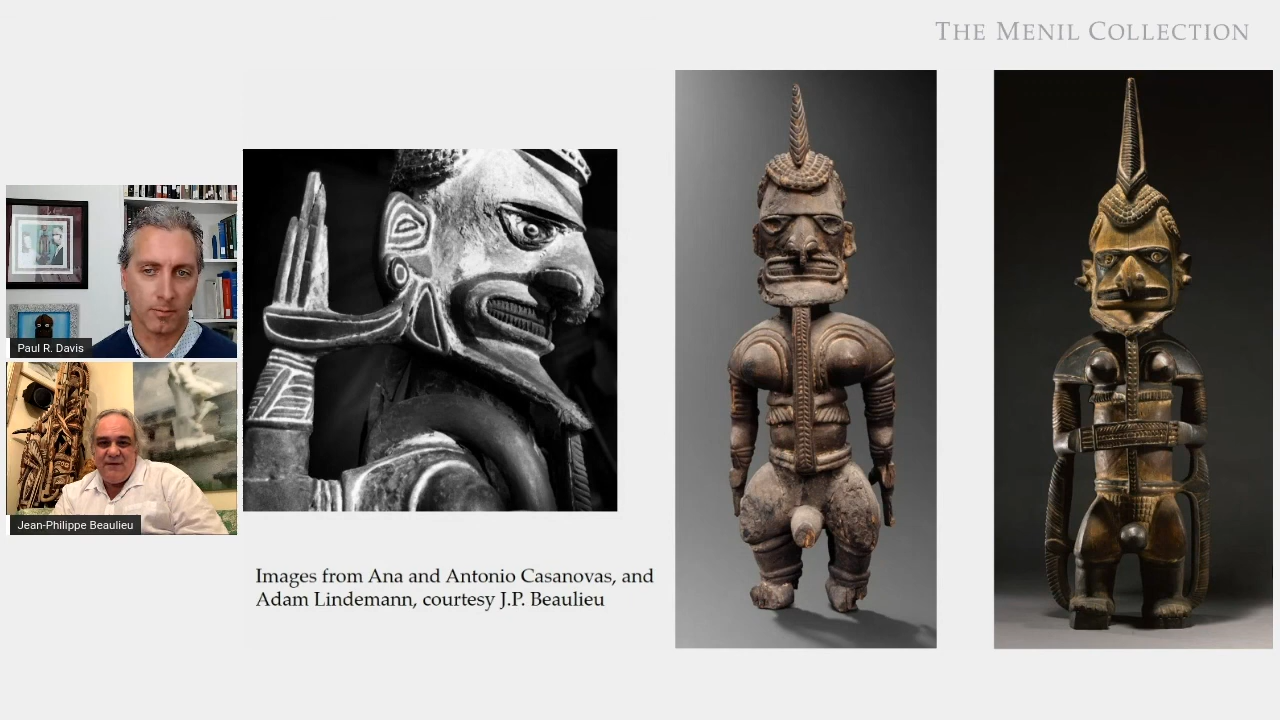 THE MENIL COLLECTION
Paul R. Davis
Jean-Philippe Beaulieu
Images from Ana and Antonio Casanovas, and
Adam Lindemann, courtesy J.P. Beaulieu